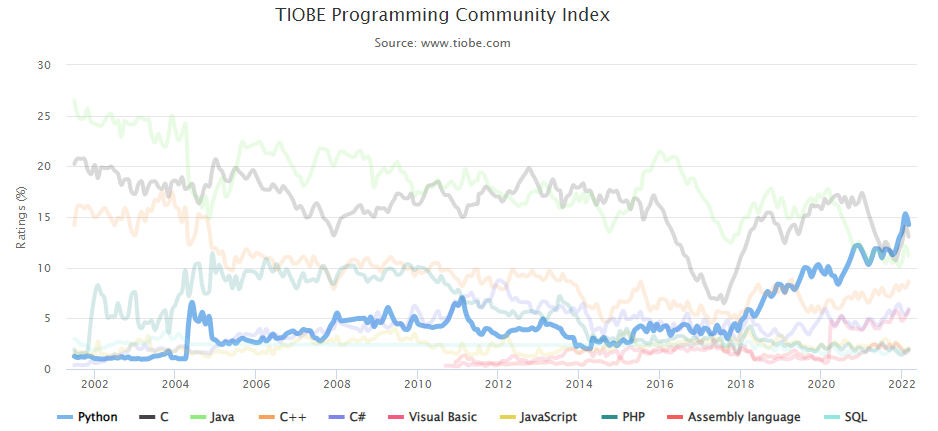 TIOBE Programming Community Index
Source: www.tiobe.com
Ratings (%)
30
25
20
15
10
5
0
2002 2004 2006 2008 2010 2012 2014 2016 2018 2020 2022
Python C Java C++ C# Visual Basic JavaScript PHP Assembly language SQL